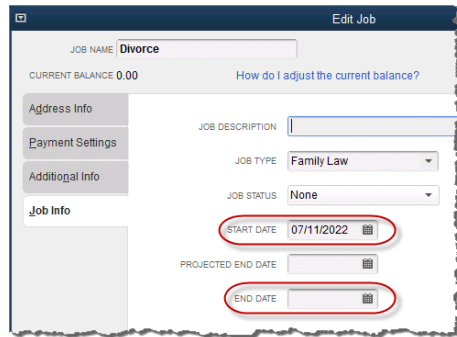 Edit Job
JOB NAME Divorce
CURRENT BALANCE 0.00 How do I adjust the current balance?
Address Info
Payment Settings
Additional Info
Job Info
JOB DESCRIPTION
JOB TYPE Family Law
JOB STATUS None
START DATE 07/11/2022
PROJECTED END DATE
END DATE